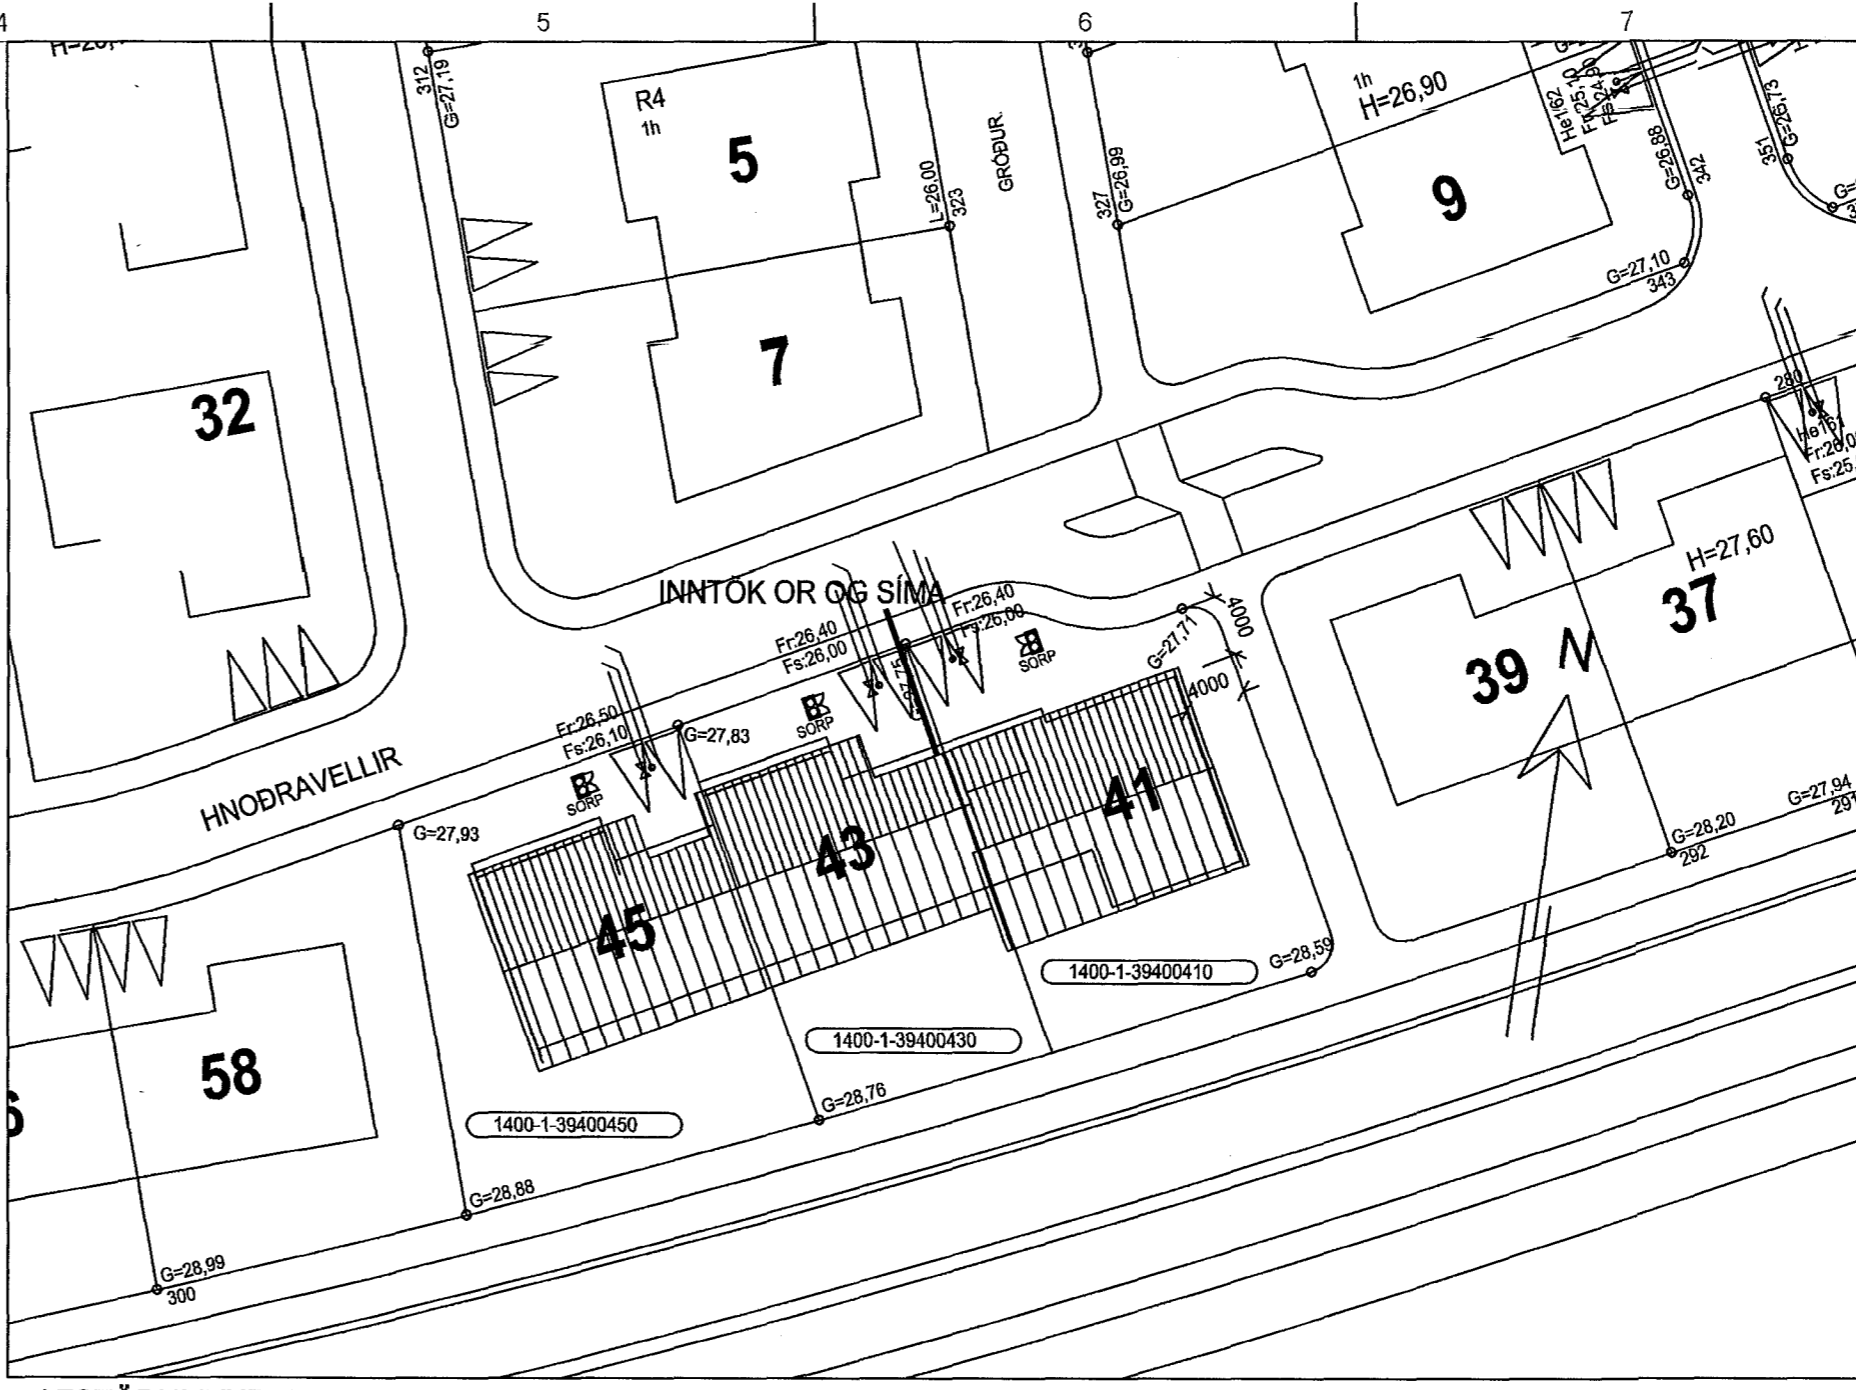 5
6
7
312
G=27,19
R4
1h
5
GRÓÐUR.
L=26,00
323
327
G=26,99
1h
H=26,90
9
He162
G=26,88
342
351
G=26,73
G=27,10
343
32
7
280
He161
INNTÖK OR OG SÍMA
Fr:26,40
Fs:26,00
Fr:26,40
Fs:26,00
SORP
4000
G=27,71
4000
H=27,60
37
39
N
Fr:26,50
Fs:26,10
SORP
G=27,83
SORP
HNOÐRAVELLIR
G=27,93
41
43
45
G=27,94
291
G=28,20
292
G=28,59
1400-1-39400410
1400-1-39400430
58
G=28,76
1400-1-39400450
G=28,88
G=28,99
300